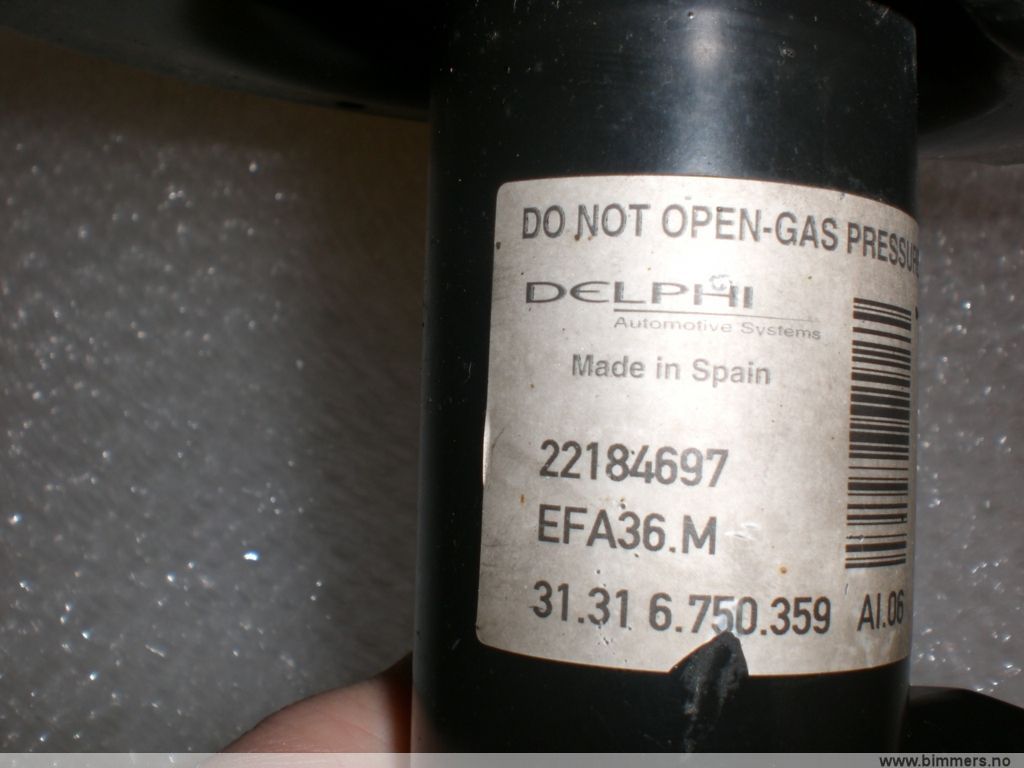 DO NOT OPEN-GAS PRESSURE
DELPHI
Automotive Systems
Made in Spain
22184697
EFA36.M
31.31 6.750.359 AI.06
www.bimmers.no